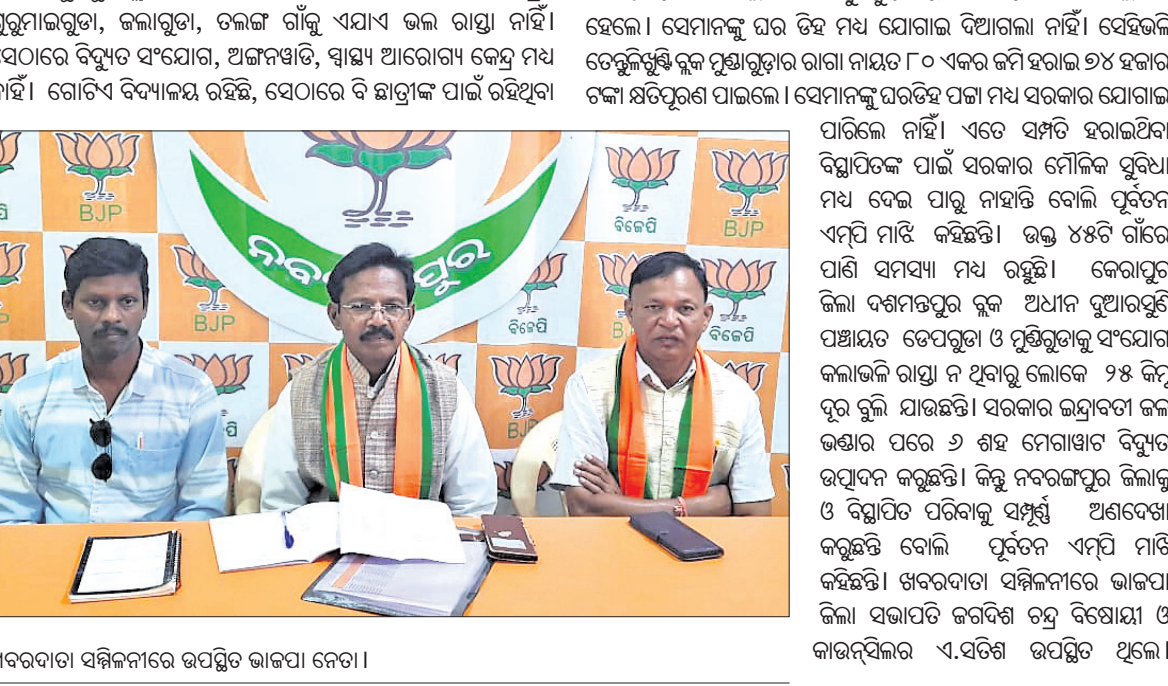 ଗୁରୁମାଇଗୁଡା, କଲାଗୁଡା, ତଲଙ୍ଗ ଗାଁକୁ ଏଯାଏ ଭଲ ରାସ୍ତା ନାହିଁ।
ସେଠାରେ ବିଦ୍ୟୁତ ସଂଯୋଗ, ଅଙ୍ଗନୱାଡି, ସ୍ୱାସ୍ଥ୍ୟ ଆରୋଗ୍ୟ କେନ୍ଦ୍ର ମଧ୍ୟ
ନାହିଁ। ଗୋଟିଏ ବିଦ୍ୟାଳୟ ରହିଛି, ସେଠାରେ ବି ଛାତ୍ରୀଙ୍କ ପାଇଁ ରହିଥିବା
ଖବରଦାତା ସମ୍ମିଳନୀରେ ଉପସ୍ଥିତ ଭାଜପା ନେତା।
ହେଲେ। ସେମାନଙ୍କୁ ଘର ଡିହ ମଧ୍ୟ ଯୋଗାଇ ଦିଆଗଲା ନାହିଁ। ସେହିଭଳି
ତେନ୍ତୁଳିଖୁଣ୍ଟି ବ୍ଲକ ମୁଣ୍ଡାଗୁଡ଼ାର ରାଗା ନାୟତ ୮୦ ଏକର ଜମି ହରାଇ ୭୪ ହଜାର
ଟଙ୍କା କ୍ଷତିପୂରଣ ପାଇଲେ। ସେମାନଙ୍କୁ ଘରଡିହ ପଟ୍ଟା ମଧ୍ୟ ସରକାର ଯୋଗାଇ
ପାରିଲେ ନାହିଁ। ଏତେ ସମ୍ପତି ହରାଇଥିବା
ବିସ୍ଥାପିତଙ୍କ ପାଇଁ ସରକାର ମୌଳିକ ସୁବିଧା
ମଧ୍ୟ ଦେଇ ପାରୁ ନାହାନ୍ତି ବୋଲି ପୂର୍ବତନ
ଏମ୍‌ପି ମାଝି କହିଛନ୍ତି। ଉକ୍ତ ୪୫ଟି ଗାଁରେ
ପାଣି ସମସ୍ୟା ମଧ୍ୟ ରହୁଛି। କେରାପୁଟ
ଜିଲା ଦଶମନ୍ତପୁର ବ୍ଲକ ଅଧୀନ ଦୁଆରସୁଣି
ପଞ୍ଚାୟତ ଡେପଗୁଡା ଓ ମୁଣ୍ଡିଗୁଡାକୁ ସଂଯୋଗ
କଲାଭଳି ରାସ୍ତା ନ ଥିବାରୁ ଲୋକେ ୨୫ କିମୁ
ଦୂର ବୁଲି ଯାଉଛନ୍ତି। ସରକାର ଇନ୍ଦ୍ରାବତୀ ଜଳ
ଭଣ୍ଡାର ପରେ ୬ ଶହ ମେଗାୱାଟ ବିଦ୍ୟୁତ
ଉତ୍ପାଦନ କରୁଛନ୍ତି। କିନ୍ତୁ ନବରଙ୍ଗପୁର ଜିଲାକୁ
ଓ ବିସ୍ଥାପିତ ପରିବାକୁ ସମ୍ପୂର୍ଣ୍ଣ ଅଣଦେଖା
କରୁଛନ୍ତି ବୋଲି ପୂର୍ବତନ ଏମ୍‌ପି ମାଝି
କହିଛନ୍ତି। ଖବରଦାତା ସମ୍ମିଳନୀରେ ଭାଜପା
ଜିଲା ସଭାପତି ଜଗଦିଶ ଚନ୍ଦ୍ର ବିଷୋୟୀ ଓ
କାଉନ୍‌ସିଲର ଏ.ସତିଶ ଉପସ୍ଥିତ ଥିଲେ।
BJP
ବିଜେପି
BJP
BJP
ବିଜେପି
ବିଜେପି